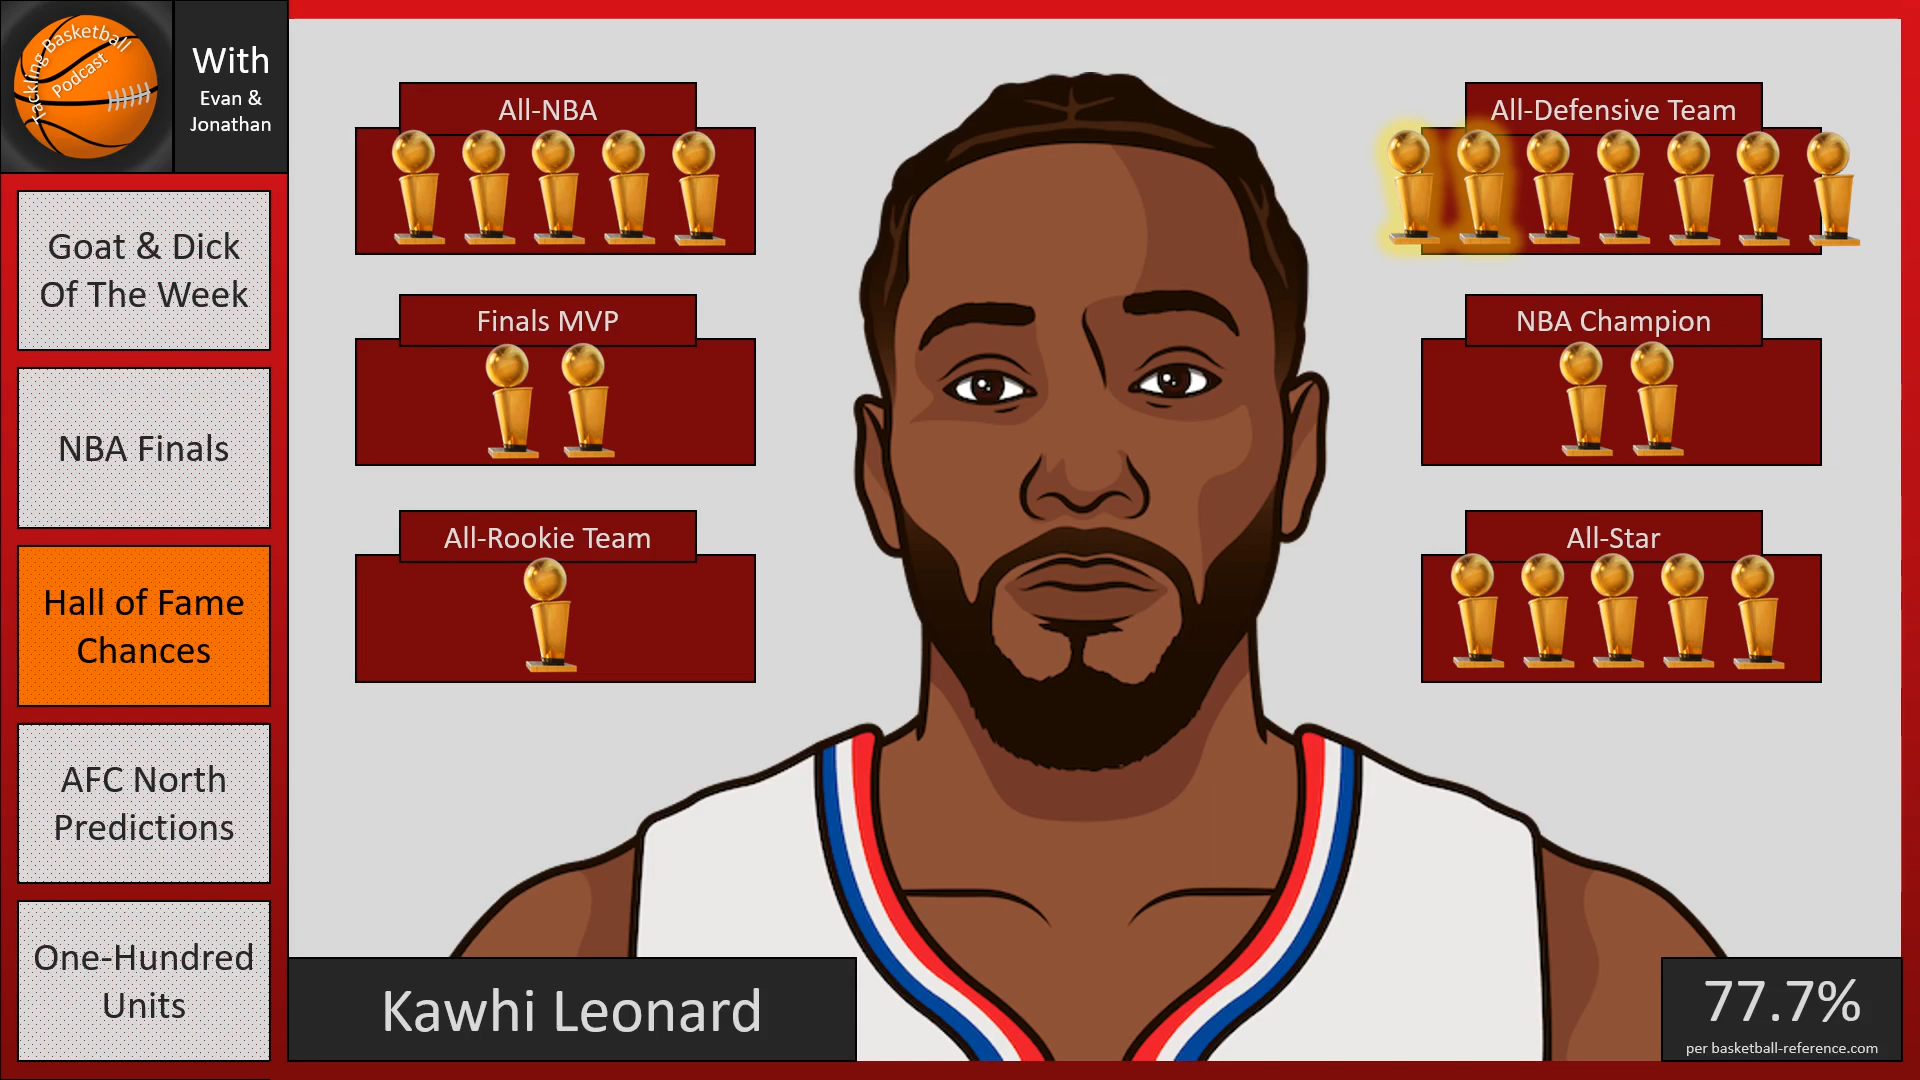 Tackling Basketball
Podcast
With
Evan &
Jonathan
Goat & Dick
Of The Week
NBA Finals
Hall of Fame
Chances
AFC North
Predictions
One-Hundred
Units
All-NBA
Finals MVP
All-Rookie Team
All-Defensive Team
NBA Champion
All-Star
Kawhi Leonard
77.7%
per basketball-reference.com